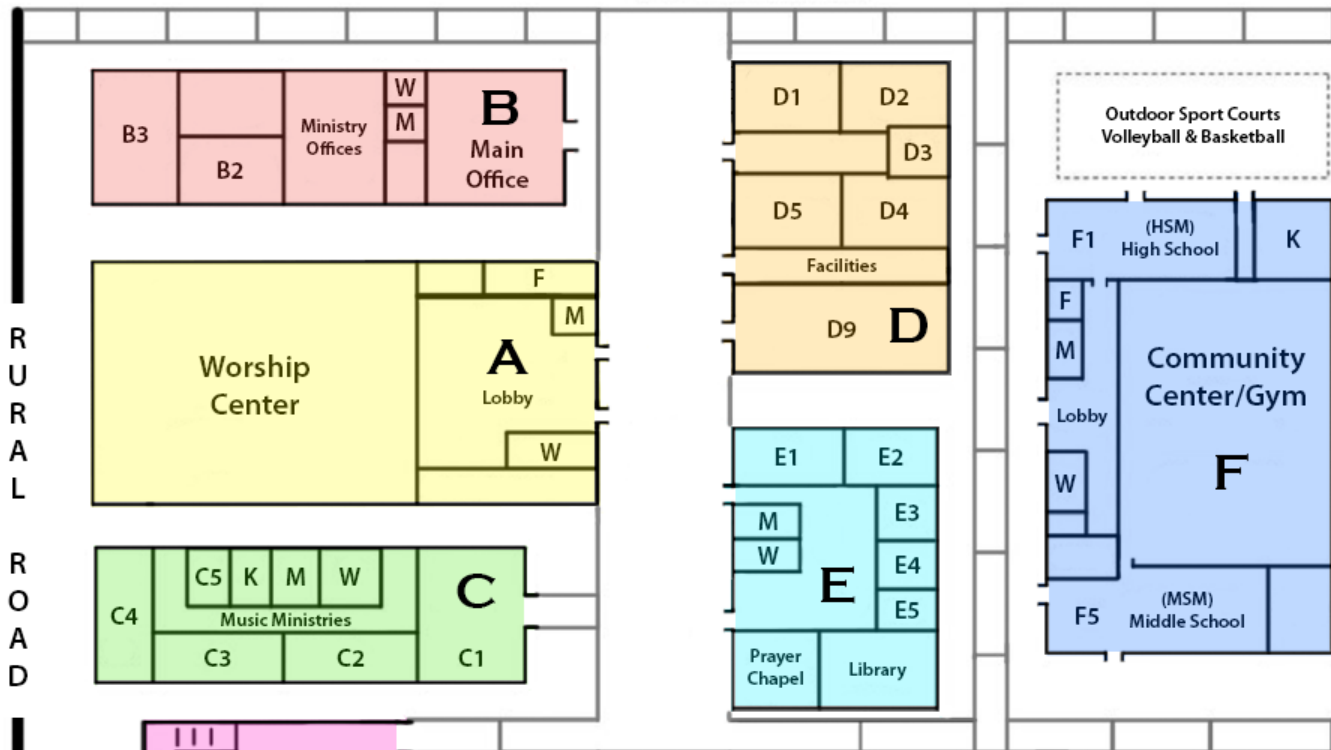 R
U
R
A
L
R
O
A
D
B3
B2
Ministry
Offices
W
M
B
Main
Office
Worship
Center
F
M
A
Lobby
W
C4
C5
K
M
W
Music Ministries
C3
C2
C
C1
D1
D2
D3
D5
D4
Facilities
D9
D
E1
E2
M
W
E3
E4
E5
E
Prayer
Chapel
Library
Outdoor Sport Courts
Volleyball & Basketball
F1
(HSM)
High School
K
F
M
Lobby
W
Community
Center/Gym
F
F5
(MSM)
Middle School